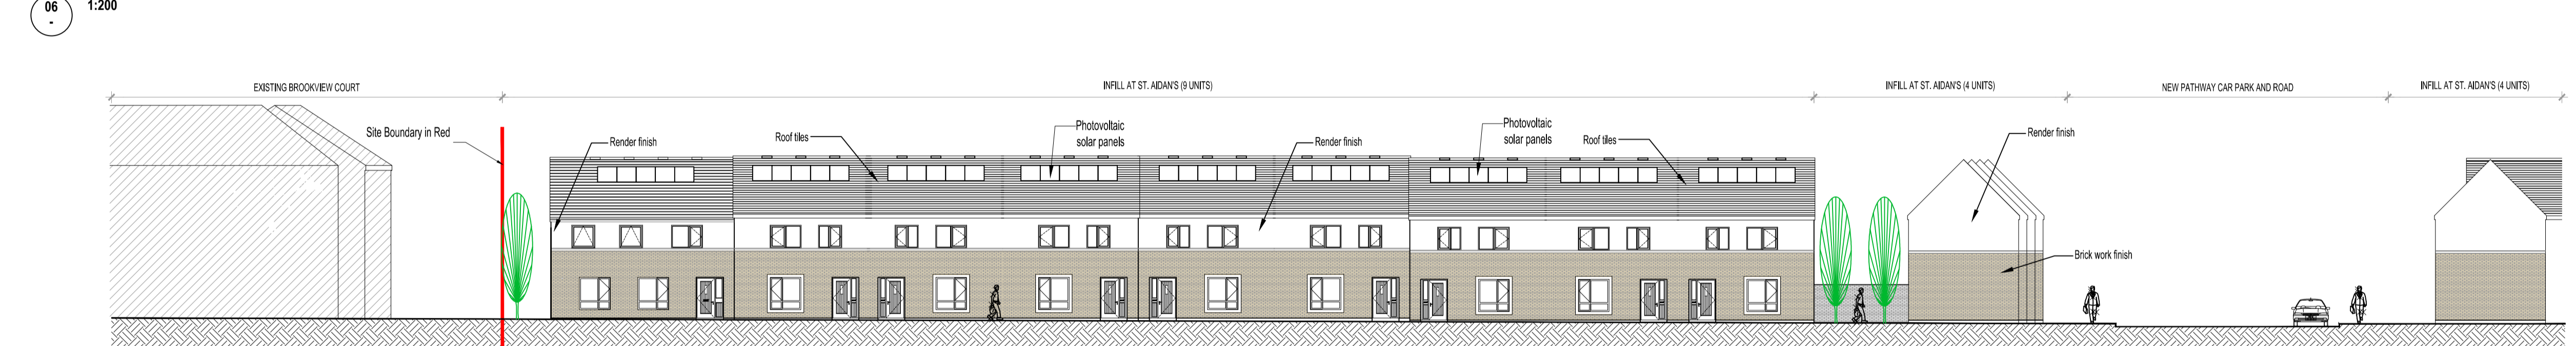 06
-
1:200
EXISTING BROOKVIEW COURT
INFILL AT ST. AIDAN'S (9 UNITS)
INFILL AT ST. AIDAN'S (4 UNITS)
NEW PATHWAY CAR PARK AND ROAD
INFILL AT ST. AIDAN'S (4 UNITS)
Site Boundary in Red
Render finish
Roof tiles
Photovoltaic
solar panels
Render finish
Photovoltaic
solar panels
Roof tiles
Render finish
Brick work finish